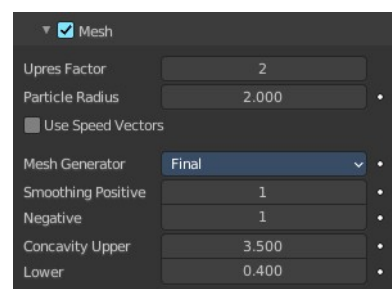 Mesh
Upres Factor 2
Particle Radius 2.000
Use Speed Vectors
Mesh Generator Final
Smoothing Positive 1
Negative 1
Concavity Upper 3.500
Lower 0.400